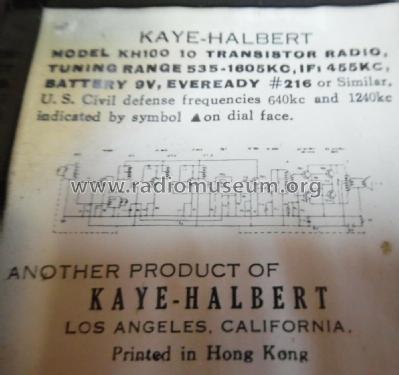 KAYE-HALBERT
MODEL KH100 10 TRANSISTOR RADIO,
TUNING RANGE 535-1605KC, IF: 455KC,
BATTERY 9V, EVEREADY #216 or Similar,
U. S. Civil defense frequencies 640kc and 1240kc
indicated by symbol ▲ on dial face.
www.radiomuseum.org
ANOTHER PRODUCT OF
KAYE-HALBERT
LOS ANGELES, CALIFORNIA.
Printed in Hong Kong